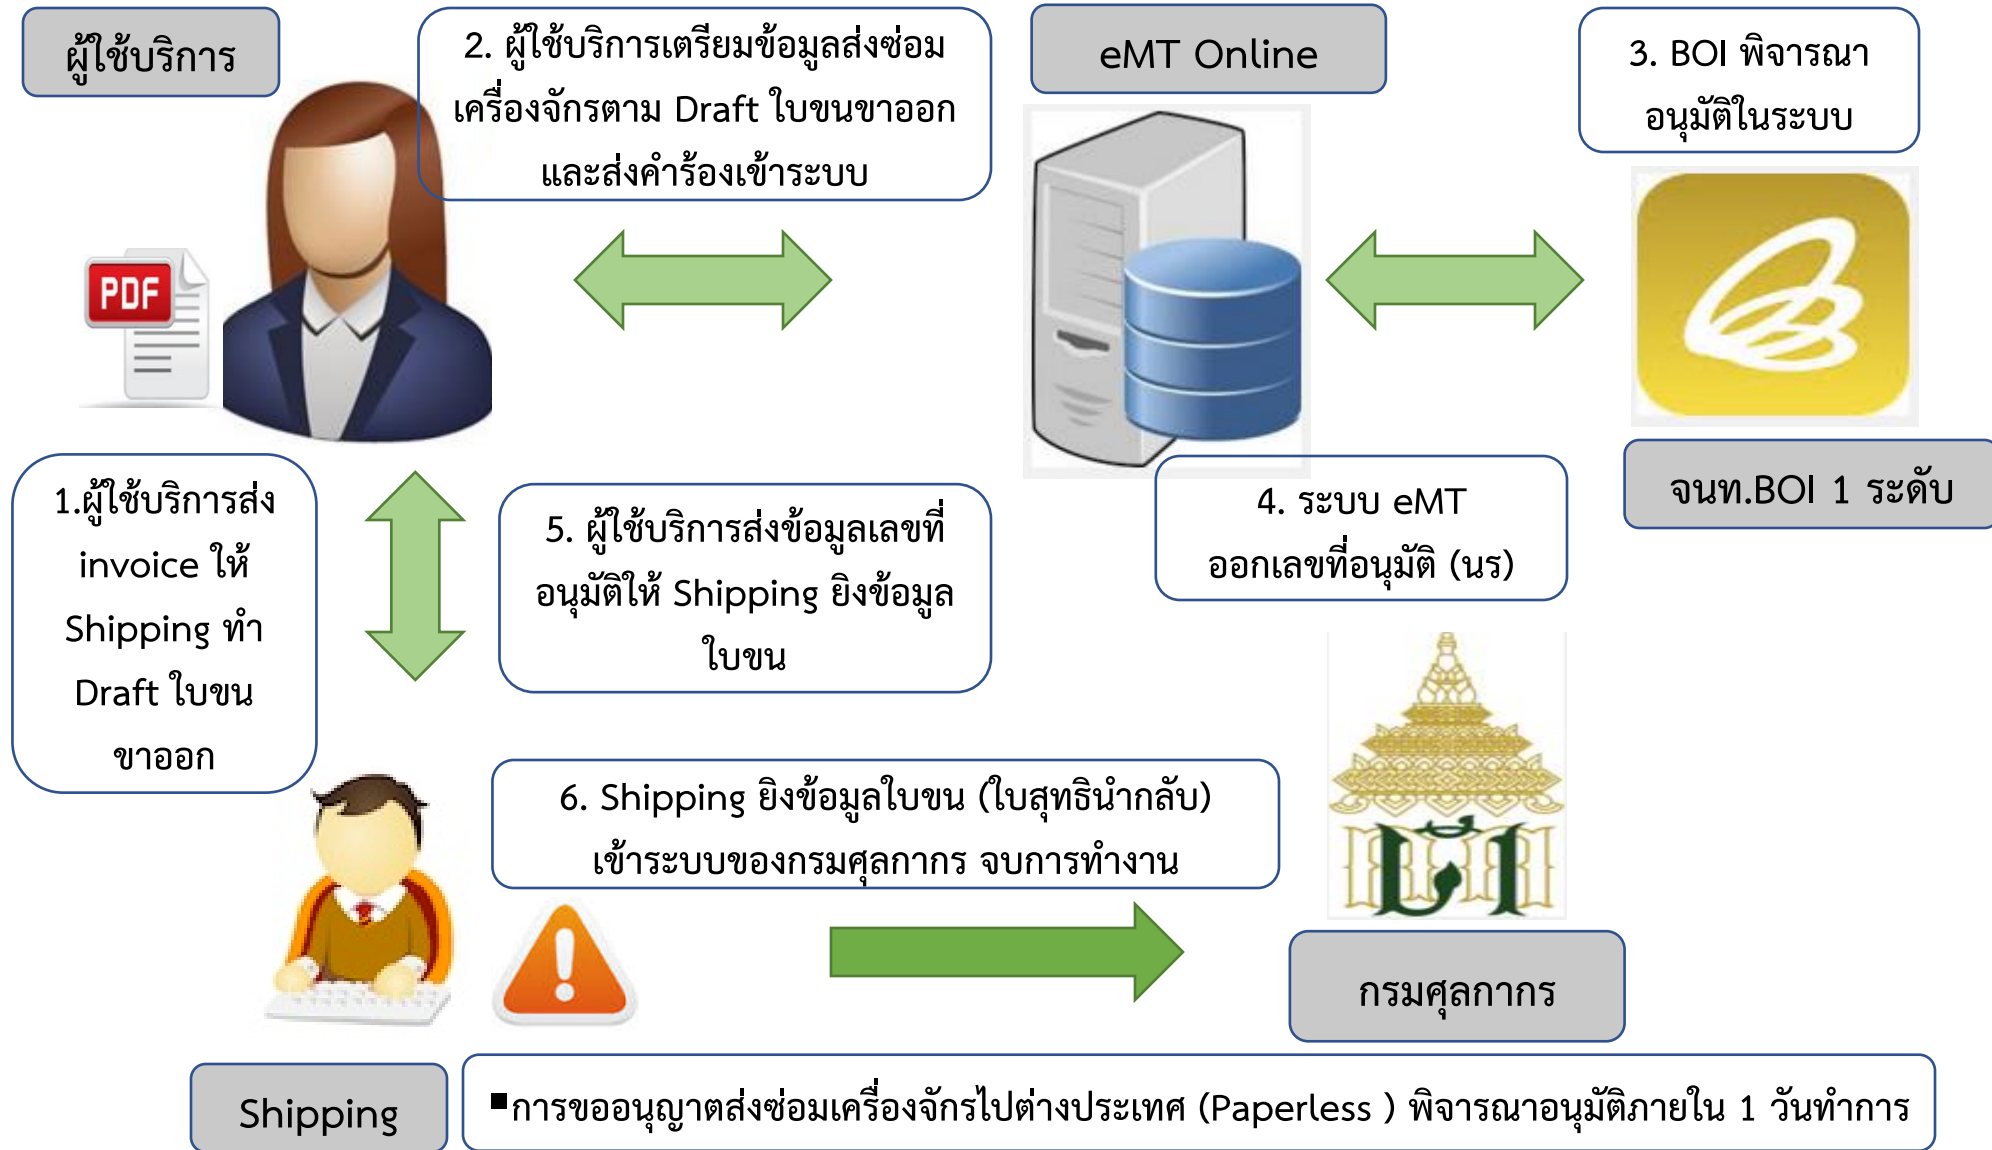 ผู้ใช้บริการ
2. ผู้ใช้บริการเตรียมข้อมูลส่งซ่อม
เครื่องจักรตาม Draft ใบขนขาออก
และส่งคำร้องเข้าระบบ
eMT Online
3. BOI พิจารณา
อนุมัติในระบบ
PDF
1.ผู้ใช้บริการส่ง
invoice ให้
Shipping ทำ
Draft ใบขน
ขาออก
5. ผู้ใช้บริการส่งข้อมูลเลขที่
อนุมัติให้ Shipping ยิงข้อมูล
ใบขน
4. ระบบ eMT
ออกเลขที่อนุมัติ (นร)
จนท.BOI 1 ระดับ
6. Shipping ยิงข้อมูลใบขน (ใบสุทธินำกลับ)
เข้าระบบของกรมศุลกากร จบการทำงาน
กรมศุลกากร
Shipping
▪การขออนุญาตส่งซ่อมเครื่องจักรไปต่างประเทศ (Paperless ) พิจารณาอนุมัติภายใน 1 วันทำการ